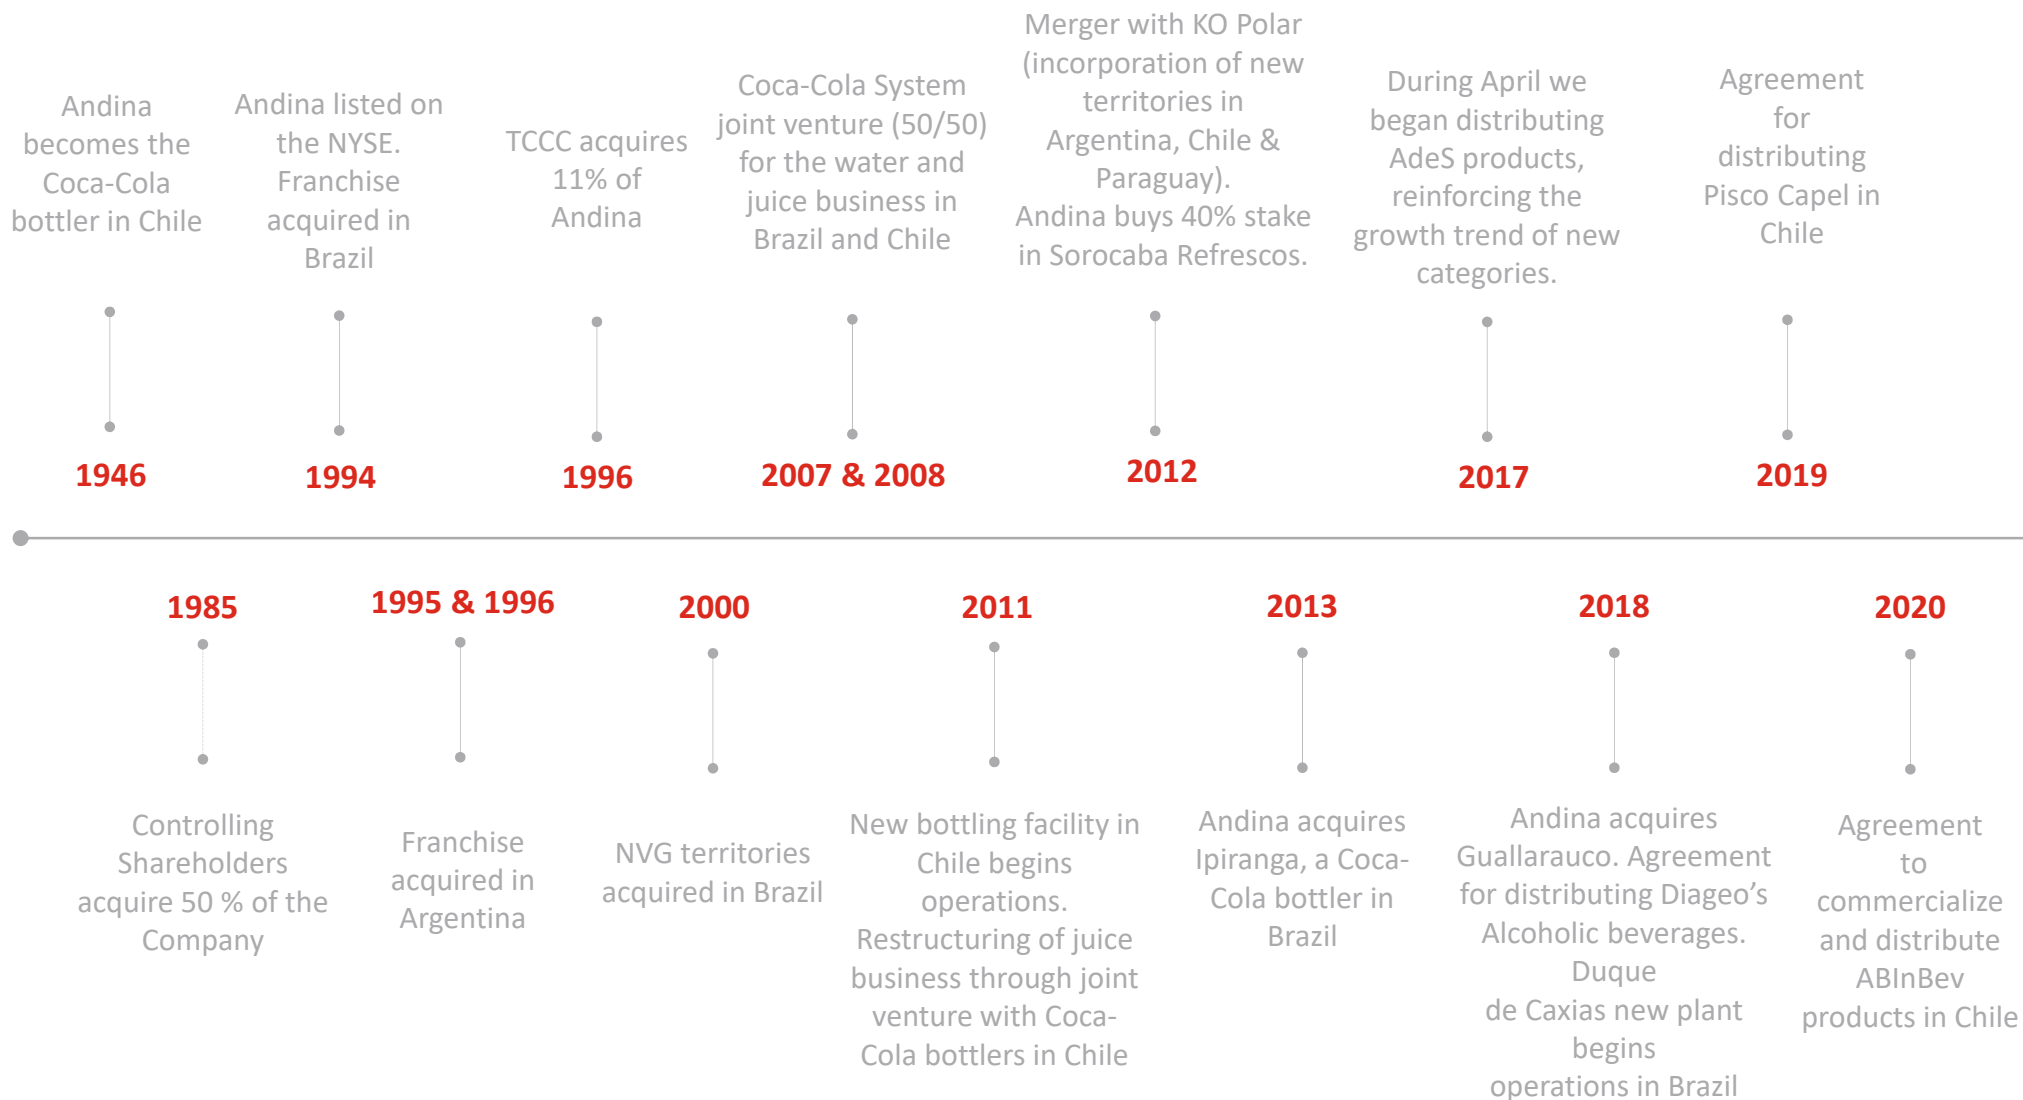 Andina
becomes the
Coca-Cola
bottler in Chile
1946
Andina listed on
the NYSE.
Franchise
acquired in
Brazil
1994
TCCC acquires
11% of
Andina
1996
Coca-Cola System
joint venture (50/50)
for the water and
juice business in
Brazil and Chile
2007 & 2008
Merger with KO Polar
(incorporation of new
territories in
Argentina, Chile &
Paraguay).
Andina buys 40% stake
in Sorocaba Refrescos.
2012
During April we
began distributing
AdeS products,
reinforcing the
growth trend of new
categories.
2017
Agreement
for
distributing
Pisco Capel in
Chile
2019
1985
Controlling
Shareholders
acquire 50 % of the
Company
1995 & 1996
Franchise
acquired in
Argentina
2000
NVG territories
acquired in Brazil
2011
New bottling facility in
Chile begins
operations.
Restructuring of juice
business through joint
venture with Coca-
Cola bottlers in Chile
2013
Andina acquires
Ipiranga, a Coca-
Cola bottler in
Brazil
2018
Andina acquires
Guallarauco. Agreement
for distributing Diageo’s
Alcoholic beverages.
Duque
de Caxias new plant
begins
operations in Brazil
2020
Agreement
to
commercialize
and distribute
ABInBev
products in Chile